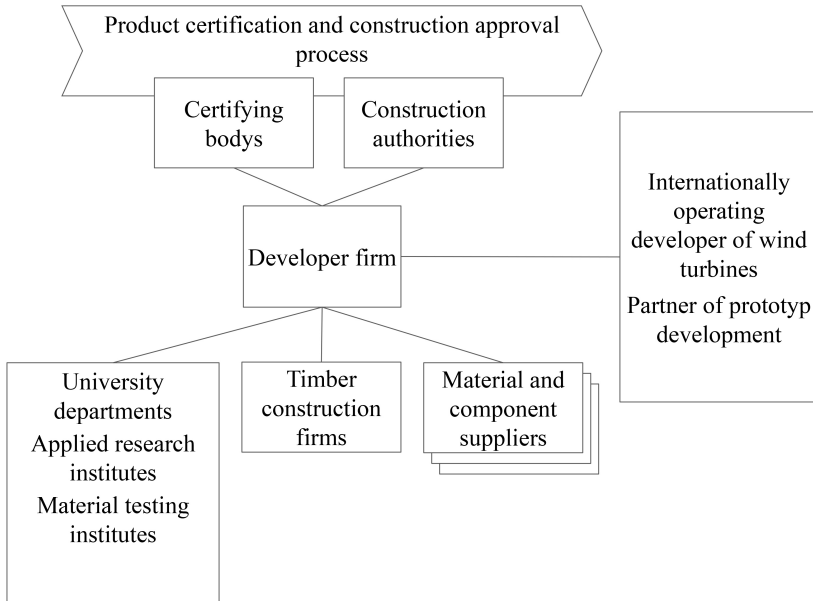 Product certification and construction approval
process
Certifying
bodys
Construction
authorities
Internationally
operating
developer of wind
turbines
Partner of prototyp
development
Developer firm
University
departments
Applied research
institutes
Material testing
institutes
Timber
construction
firms
Material and
component
suppliers